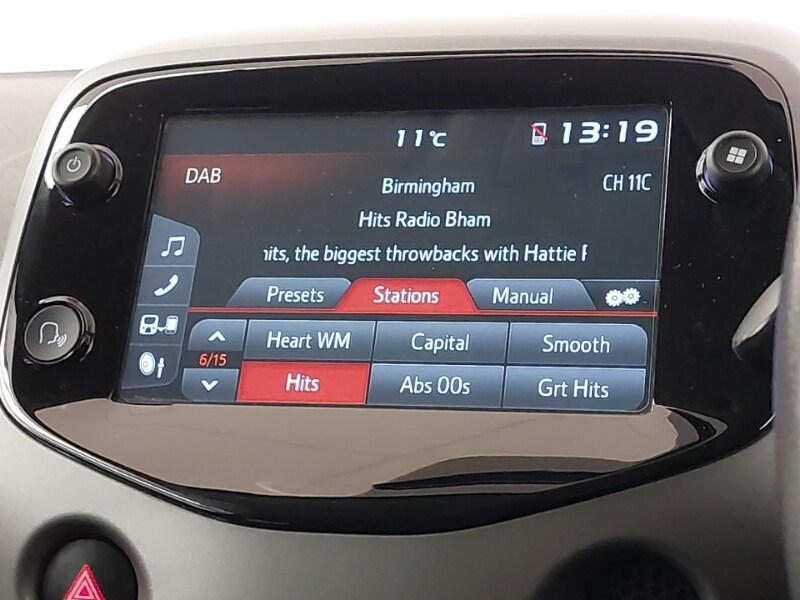 11°C 13:19
DAB
Birmingham CH 11C
Hits Radio Bham
hits, the biggest throwbacks with Hattie
Presets Stations Manual
Heart WM Capital Smooth
6/15
Hits Abs 00s Grt Hits